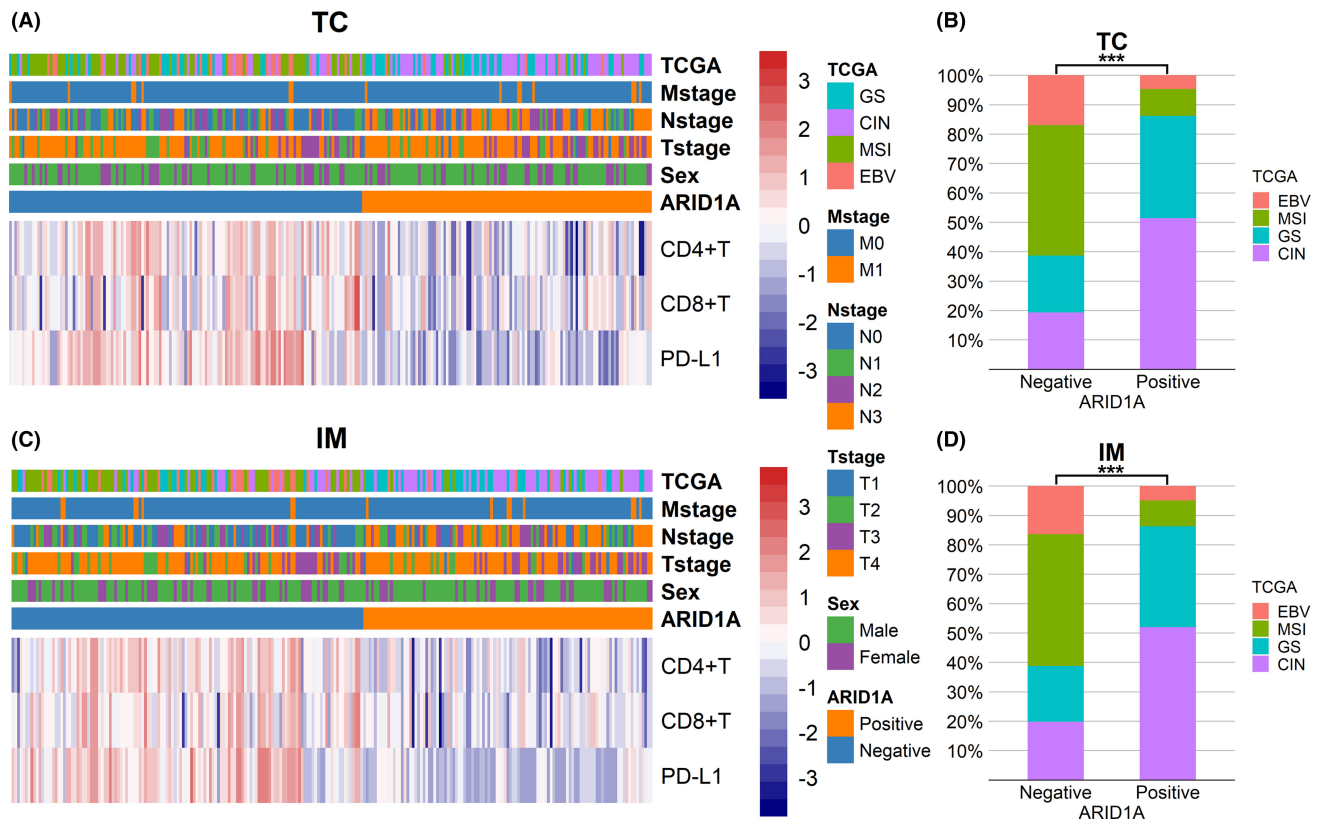 (A)
TC
TCGA
Mstage
Nstage
Tstage
Sex
ARID1A
CD4+T
CD8+T
PD-L1
3
2
1
0
-1
-2
-3
TCGA
GS
CIN
MSI
EBV
Mstage
M0
M1
Nstage
N0
N1
N2
N3
Tstage
T1
T2
T3
T4
Sex
Male
Female
ARID1A
Positive
Negative
(B)
TC
***
100%
90%
80%
70%
60%
50%
40%
30%
20%
10%
Negative Positive
ARID1A
TCGA
EBV
MSI
GS
CIN
(C)
IM
TCGA
Mstage
Nstage
Tstage
Sex
ARID1A
CD4+T
CD8+T
PD-L1
3
2
1
0
-1
-2
-3
(D)
IM
***
100%
90%
80%
70%
60%
50%
40%
30%
20%
10%
Negative Positive
ARID1A
TCGA
EBV
MSI
GS
CIN